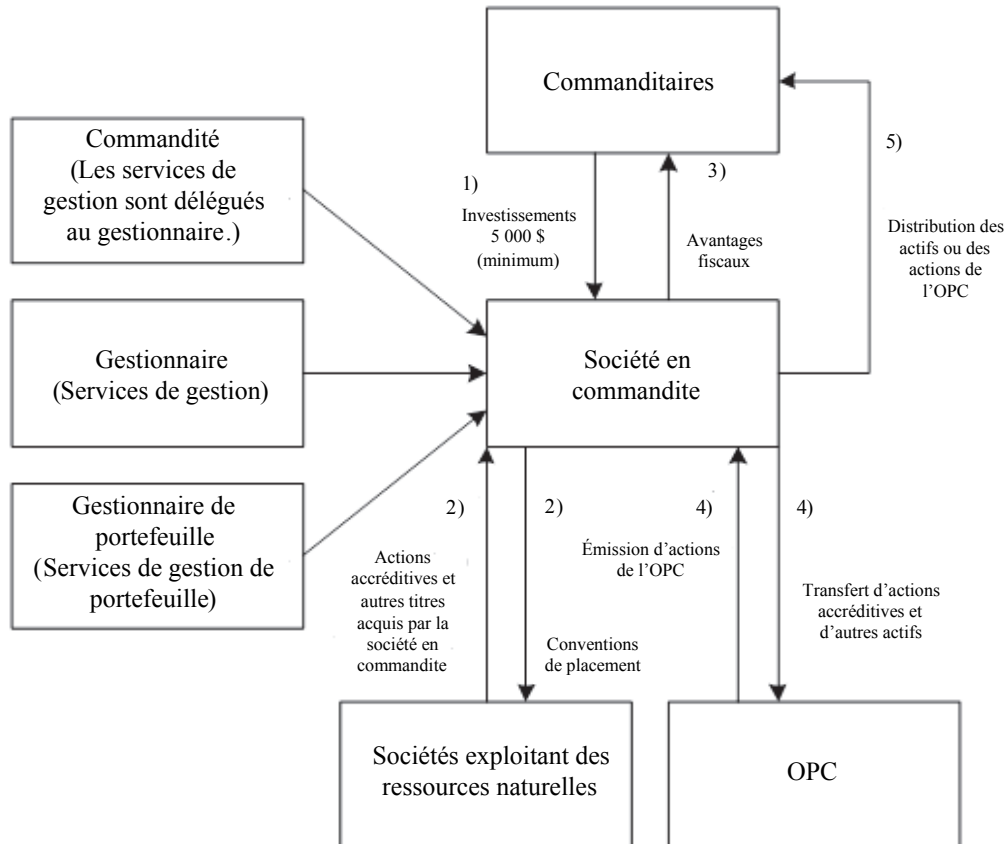 Commanditaires
Commandité
(Les services de
gestion sont délégués
au gestionnaire.)
1)
Investissements
5 000 $
(minimum)
3)
Avantages
fiscaux
5)
Distribution des
actifs ou des
actions de
l’OPC
Gestionnaire
(Services de gestion)
Société en
commandite
Gestionnaire de
portefeuille
(Services de gestion de
portefeuille)
2)
Actions
accréditives et
autres titres
acquis par la
société en
commandite
2)
Conventions
de placement
4)
Émission d’actions
de l’OPC
4)
Transfert d’actions
accréditives et
d’autres actifs
Sociétés exploitant des
ressources naturelles
OPC